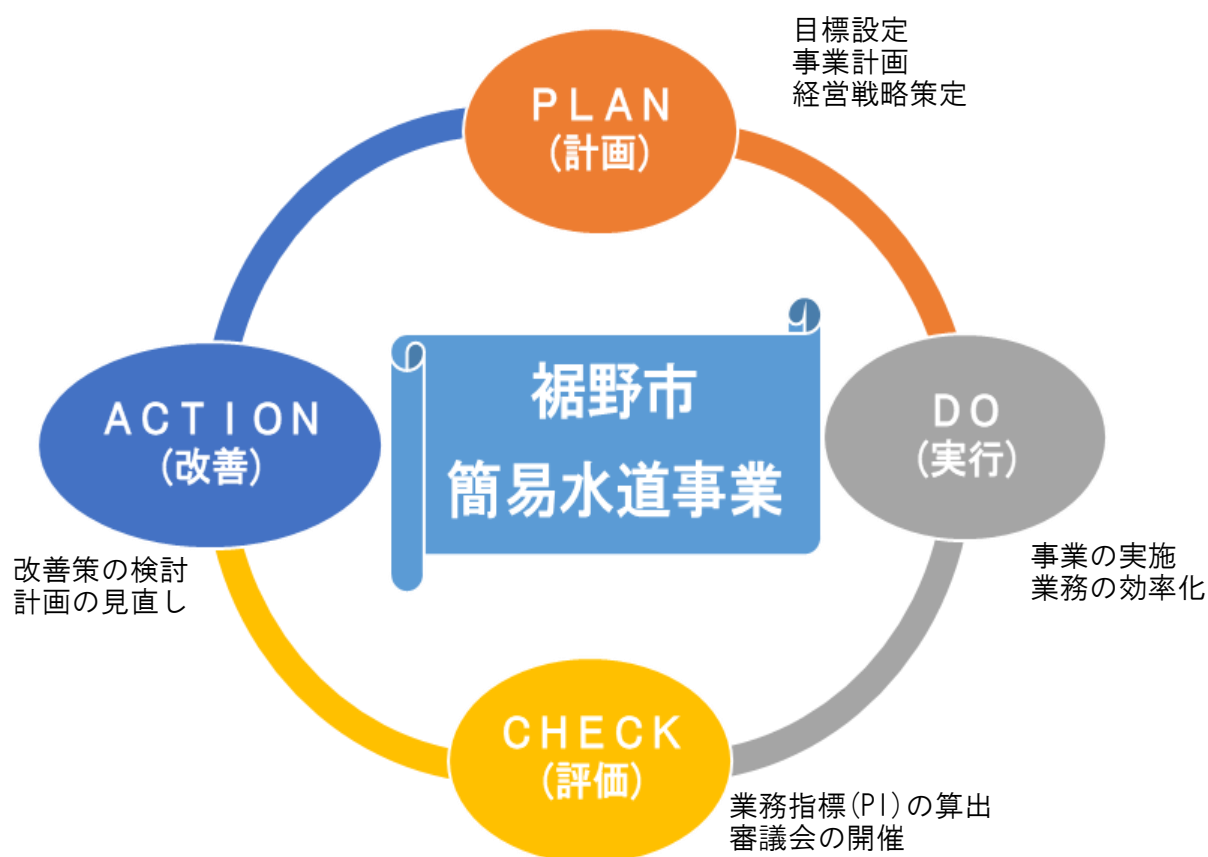 目標設定
事業計画
経営戦略策定
ＰＬＡＮ
(計画)
裾野市
簡易水道事業
ＡＣＴＩＯＮ
(改善)
ＤＯ
(実行)
改善策の検討
計画の見直し
事業の実施
業務の効率化
ＣＨＥＣＫ
(評価)
業務指標(PI)の算出
審議会の開催